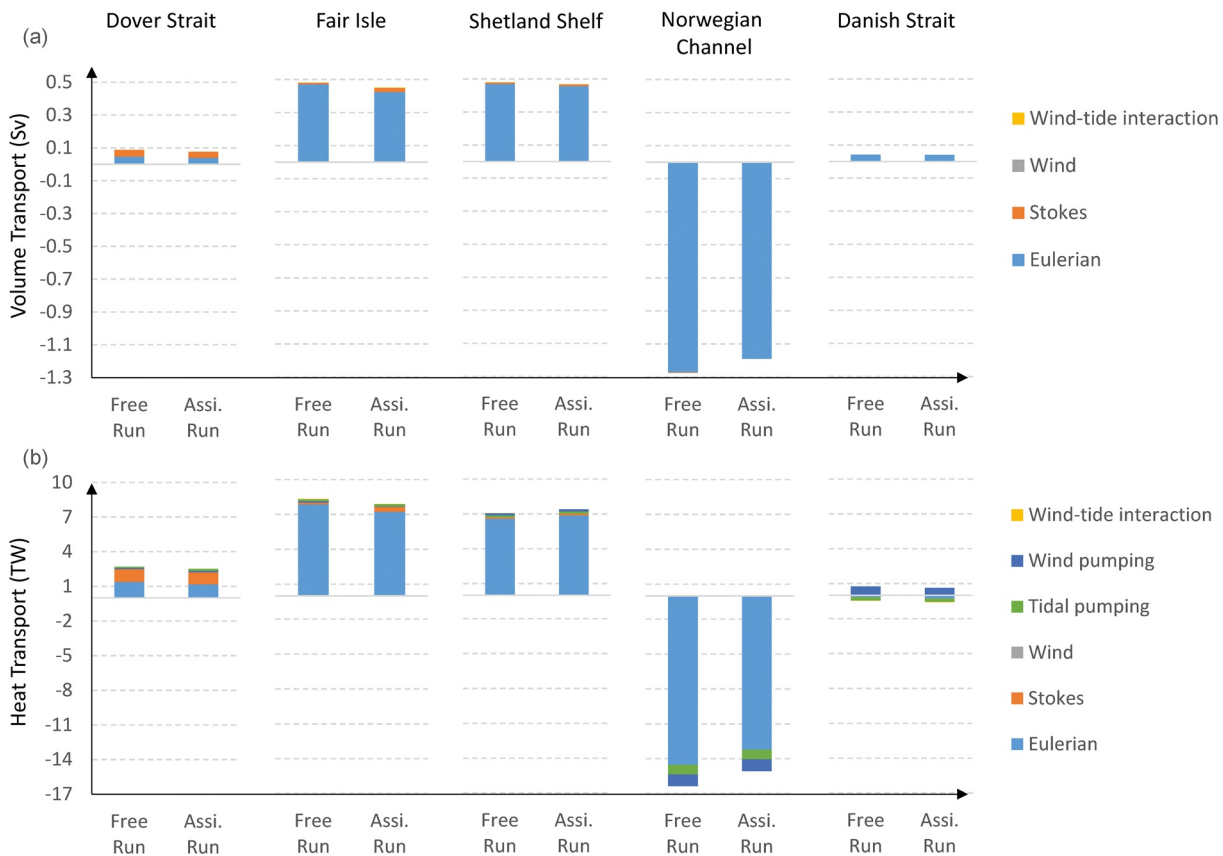 (a)
Dover Strait
Fair Isle
Shetland Shelf
Norwegian
Channel
Danish Strait
Volume Transport (Sv)
0.5
0.3
0.1
-0.1
-0.3
-0.5
-0.7
-0.9
-1.1
-1.3
Free
Run
Assi.
Run
Free
Run
Assi.
Run
Free
Run
Assi.
Run
Free
Run
Assi.
Run
Free
Run
Assi.
Run
Wind-tide interaction
Wind
Stokes
Eulerian
(b)
Heat Transport (TW)
10
7
4
1
-2
-5
-8
-11
-14
-17
Free
Run
Assi.
Run
Free
Run
Assi.
Run
Free
Run
Assi.
Run
Free
Run
Assi.
Run
Free
Run
Assi.
Run
Wind-tide interaction
Wind pumping
Tidal pumping
Wind
Stokes
Eulerian